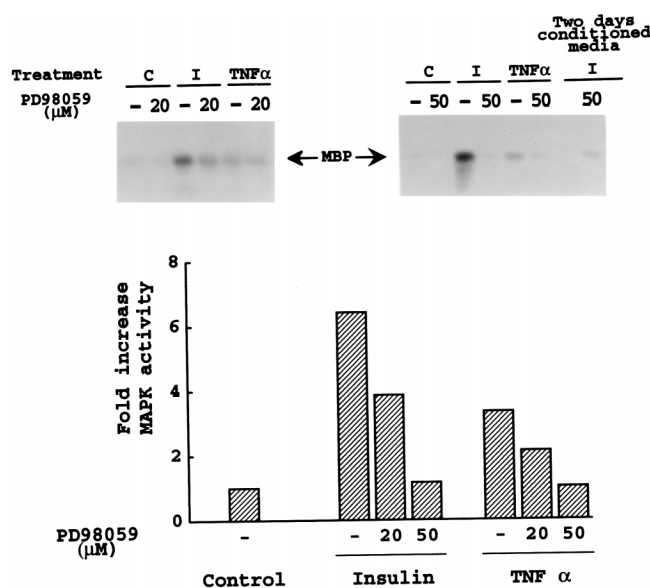 Two days
conditioned
media
Treatment C I TNFα C I TNFα I
PD98059 - 20 - 20 - 20 - 50 - 50 - 50 50
(μM)
MBP
8
6
4
2
0
Fold increase
MAPK activity
PD98059 - - 20 50 - 20 50
(μM)
Control Insulin TNF α